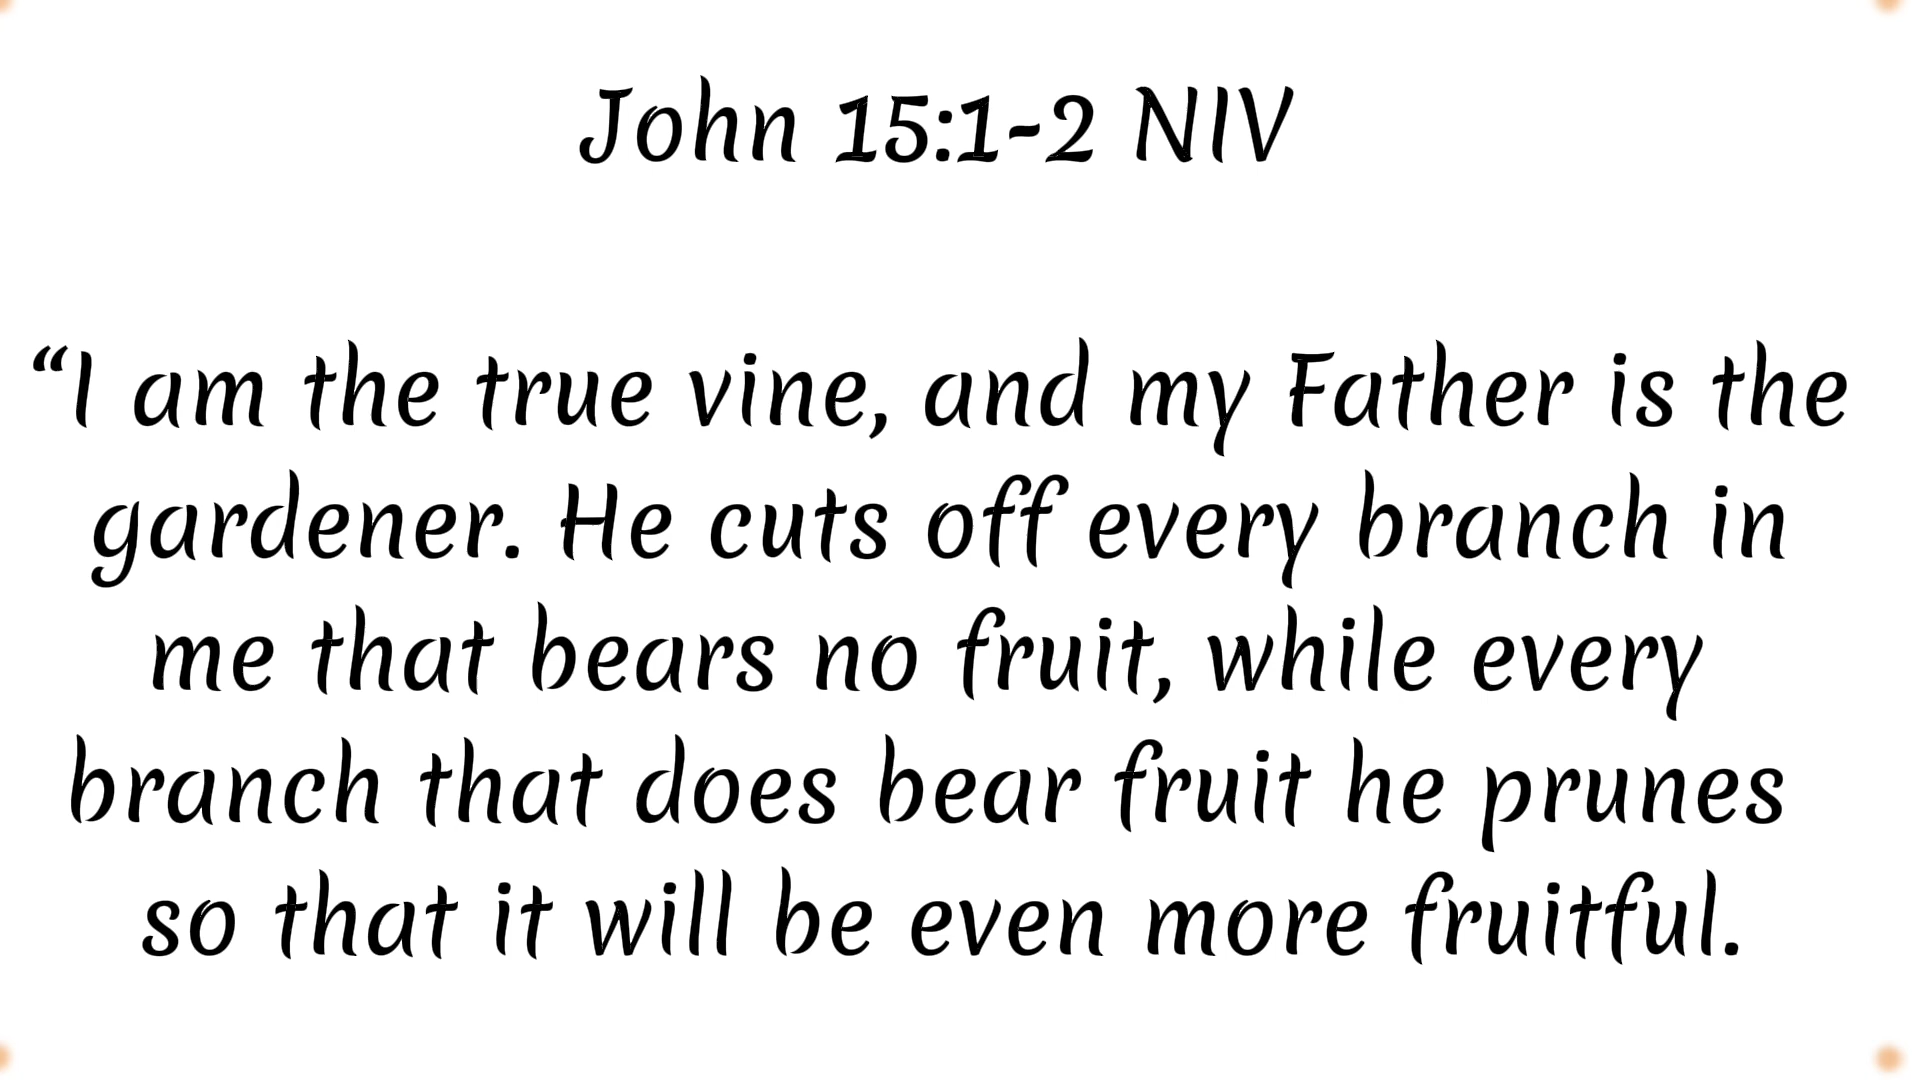 John 15:1-2 NIV
“I am the true vine, and my Father is the
gardener. He cuts off every branch in
me that bears no fruit, while every
branch that does bear fruit he prunes
so that it will be even more fruitful.